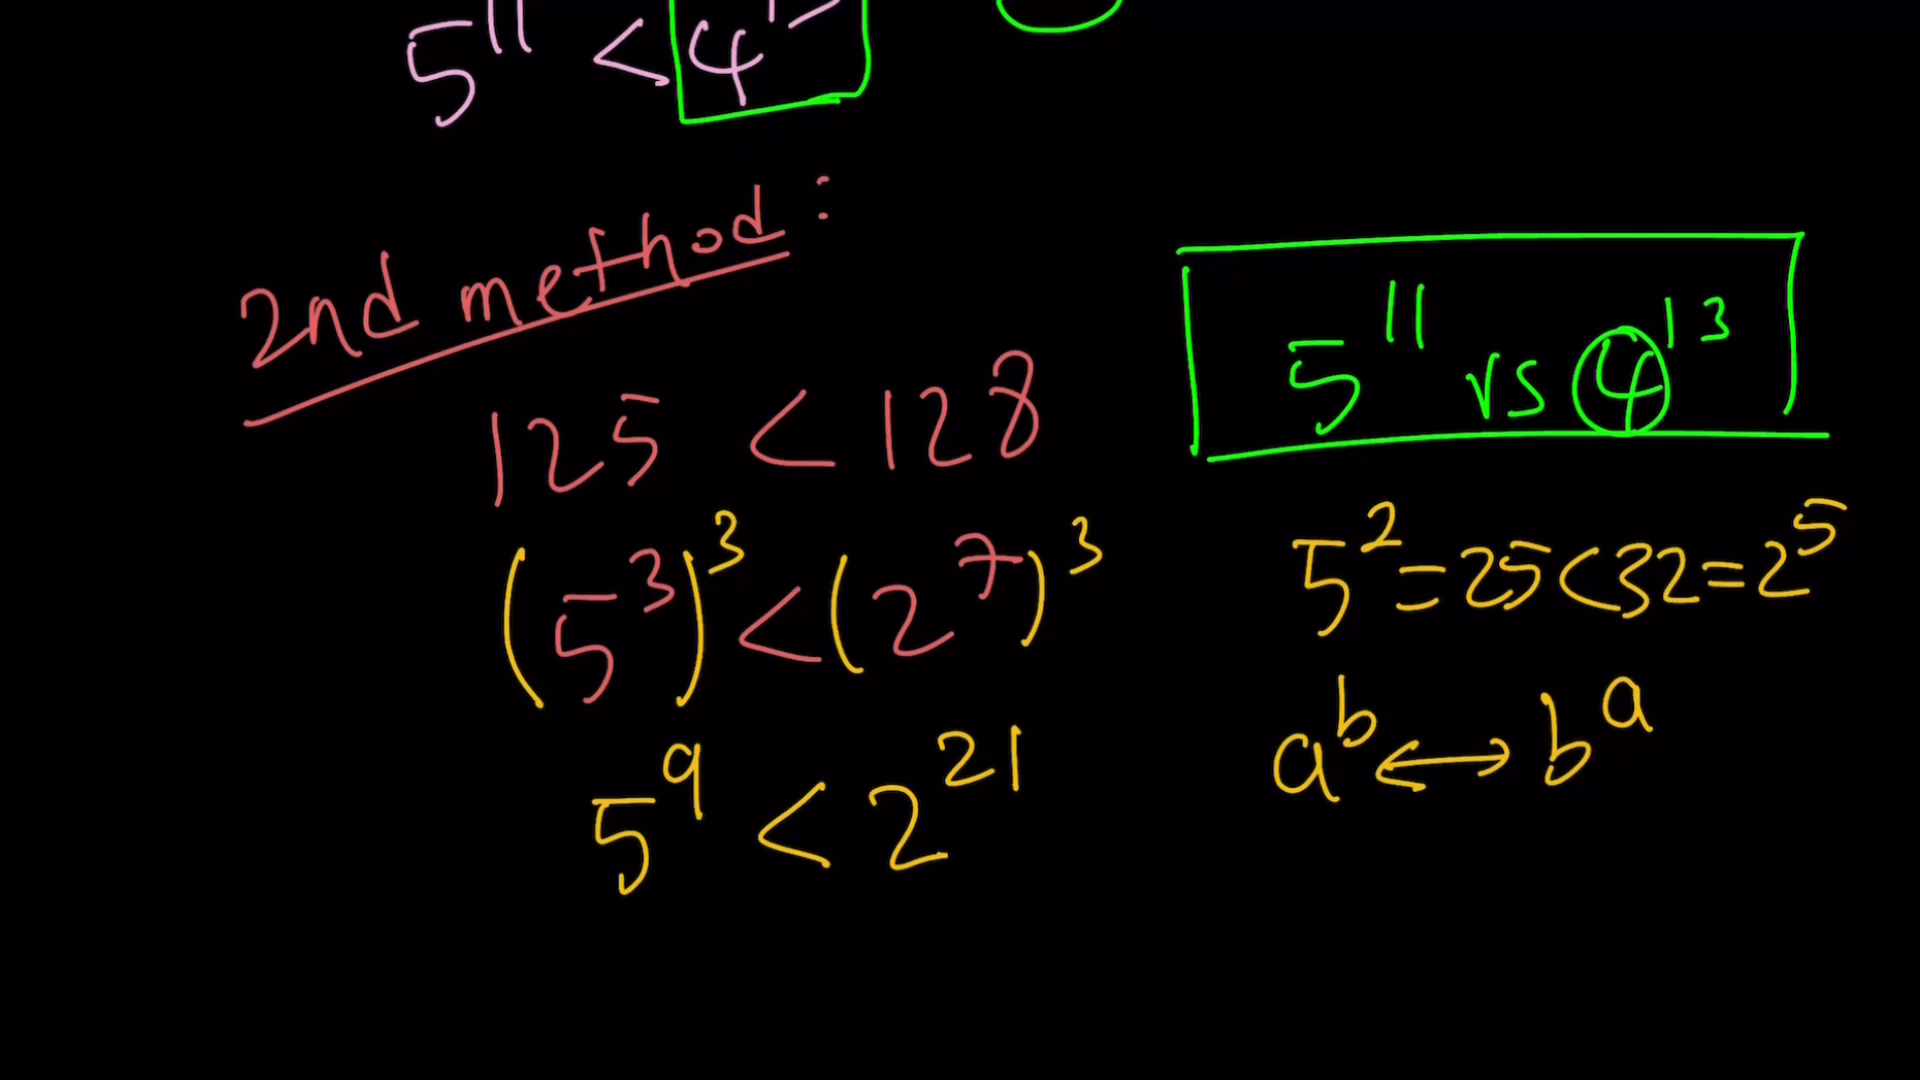 5^11 < 4
2nd method:
125 < 128
(5^3)^3 < (2^7)^3
5^9 < 2^21
5^11 vs 4^13
5^2 = 25 < 32 = 2^5
a^b ↔ b^a